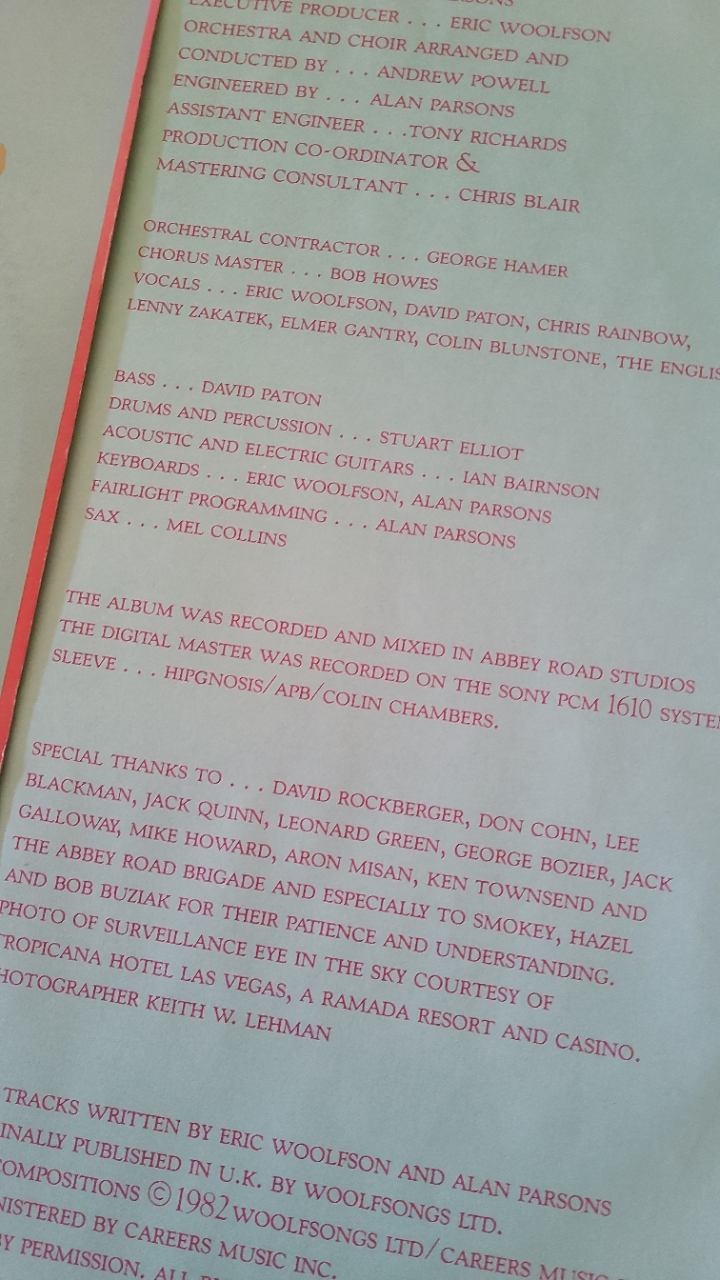 EXECUTIVE PRODUCER . . . ERIC WOOLFSON
ORCHESTRA AND CHOIR ARRANGED AND
CONDUCTED BY . . . ANDREW POWELL
ENGINEERED BY . . . ALAN PARSONS
ASSISTANT ENGINEER . . .TONY RICHARDS
PRODUCTION CO-ORDINATOR &
MASTERING CONSULTANT . . . CHRIS BLAIR
ORCHESTRAL CONTRACTOR . . . GEORGE HAMER
CHORUS MASTER . . . BOB HOWES
VOCALS . . . ERIC WOOLFSON, DAVID PATON, CHRIS RAINBOW,
LENNY ZAKATEK, ELMER GANTRY, COLIN BLUNSTONE, THE ENGLIS
BASS . . . DAVID PATON
DRUMS AND PERCUSSION . . . STUART ELLIOT
ACOUSTIC AND ELECTRIC GUITARS . . . IAN BAIRNSON
KEYBOARDS . . . ERIC WOOLFSON, ALAN PARSONS
FAIRLIGHT PROGRAMMING . . . ALAN PARSONS
SAX . . . MEL COLLINS
THE ALBUM WAS RECORDED AND MIXED IN ABBEY ROAD STUDIOS
THE DIGITAL MASTER WAS RECORDED ON THE SONY PCM 1610 SYSTEM
SLEEVE . . . HIPGNOSIS/APB/COLIN CHAMBERS.
SPECIAL THANKS TO . . . DAVID ROCKBERGER, DON COHN, LEE
BLACKMAN, JACK QUINN, LEONARD GREEN, GEORGE BOZIER, JACK
GALLOWAY, MIKE HOWARD, ARON MISAN, KEN TOWNSEND AND
THE ABBEY ROAD BRIGADE AND ESPECIALLY TO SMOKEY, HAZEL
AND BOB BUZIAK FOR THEIR PATIENCE AND UNDERSTANDING.
PHOTO OF SURVEILLANCE EYE IN THE SKY COURTESY OF
TROPICANA HOTEL LAS VEGAS, A RAMADA RESORT AND CASINO.
HOTOGRAPHER KEITH W. LEHMAN
TRACKS WRITTEN BY ERIC WOOLFSON AND ALAN PARSONS
INALLY PUBLISHED IN U.K. BY WOOLFSONGS LTD.
COMPOSITIONS © 1982 WOOLFSONGS LTD/CAREERS MUSIC
NISTERED BY CAREERS MUSIC INC.
BY PERMISSION. ALL